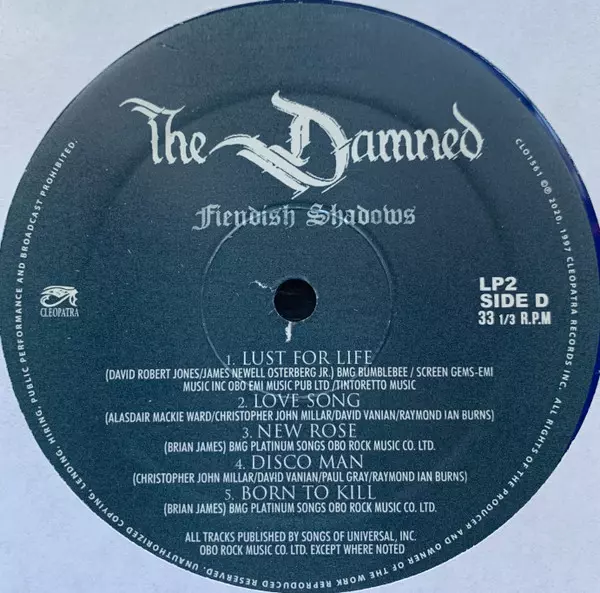 The Damned
Fiendish Shadows
CLEOPATRA
LP2
SIDE D
33 1/3 R.P.M
1. LUST FOR LIFE
(DAVID ROBERT JONES/JAMES NEWELL OSTERBERG JR.) BMG BUMBLEBEE / SCREEN GEMS-EMI
MUSIC INC OBO EMI MUSIC PUB LTD /TINTORETTO MUSIC
2. LOVE SONG
(ALASDAIR MACKIE WARD/CHRISTOPHER JOHN MILLAR/DAVID VANIAN/RAYMOND IAN BURNS)
3. NEW ROSE
(BRIAN JAMES) BMG PLATINUM SONGS OBO ROCK MUSIC CO. LTD.
4. DISCO MAN
(CHRISTOPHER JOHN MILLAR/DAVID VANIAN/PAUL GRAY/RAYMOND IAN BURNS)
5. BORN TO KILL
(BRIAN JAMES) BMG PLATINUM SONGS OBO ROCK MUSIC CO. LTD.
ALL TRACKS PUBLISHED BY SONGS OF UNIVERSAL, INC.
OBO ROCK MUSIC CO. LTD. EXCEPT WHERE NOTED
CLO1561 ©℗ 2020, 1997 CLEOPATRA RECORDS INC. ALL RIGHTS OF THE PRODUCER AND OWNER OF THE WORK REPRODUCED RESERVED. UNAUTHORIZED COPYING, LENDING, HIRING, PUBLIC PERFORMANCE AND BROADCAST PROHIBITED.